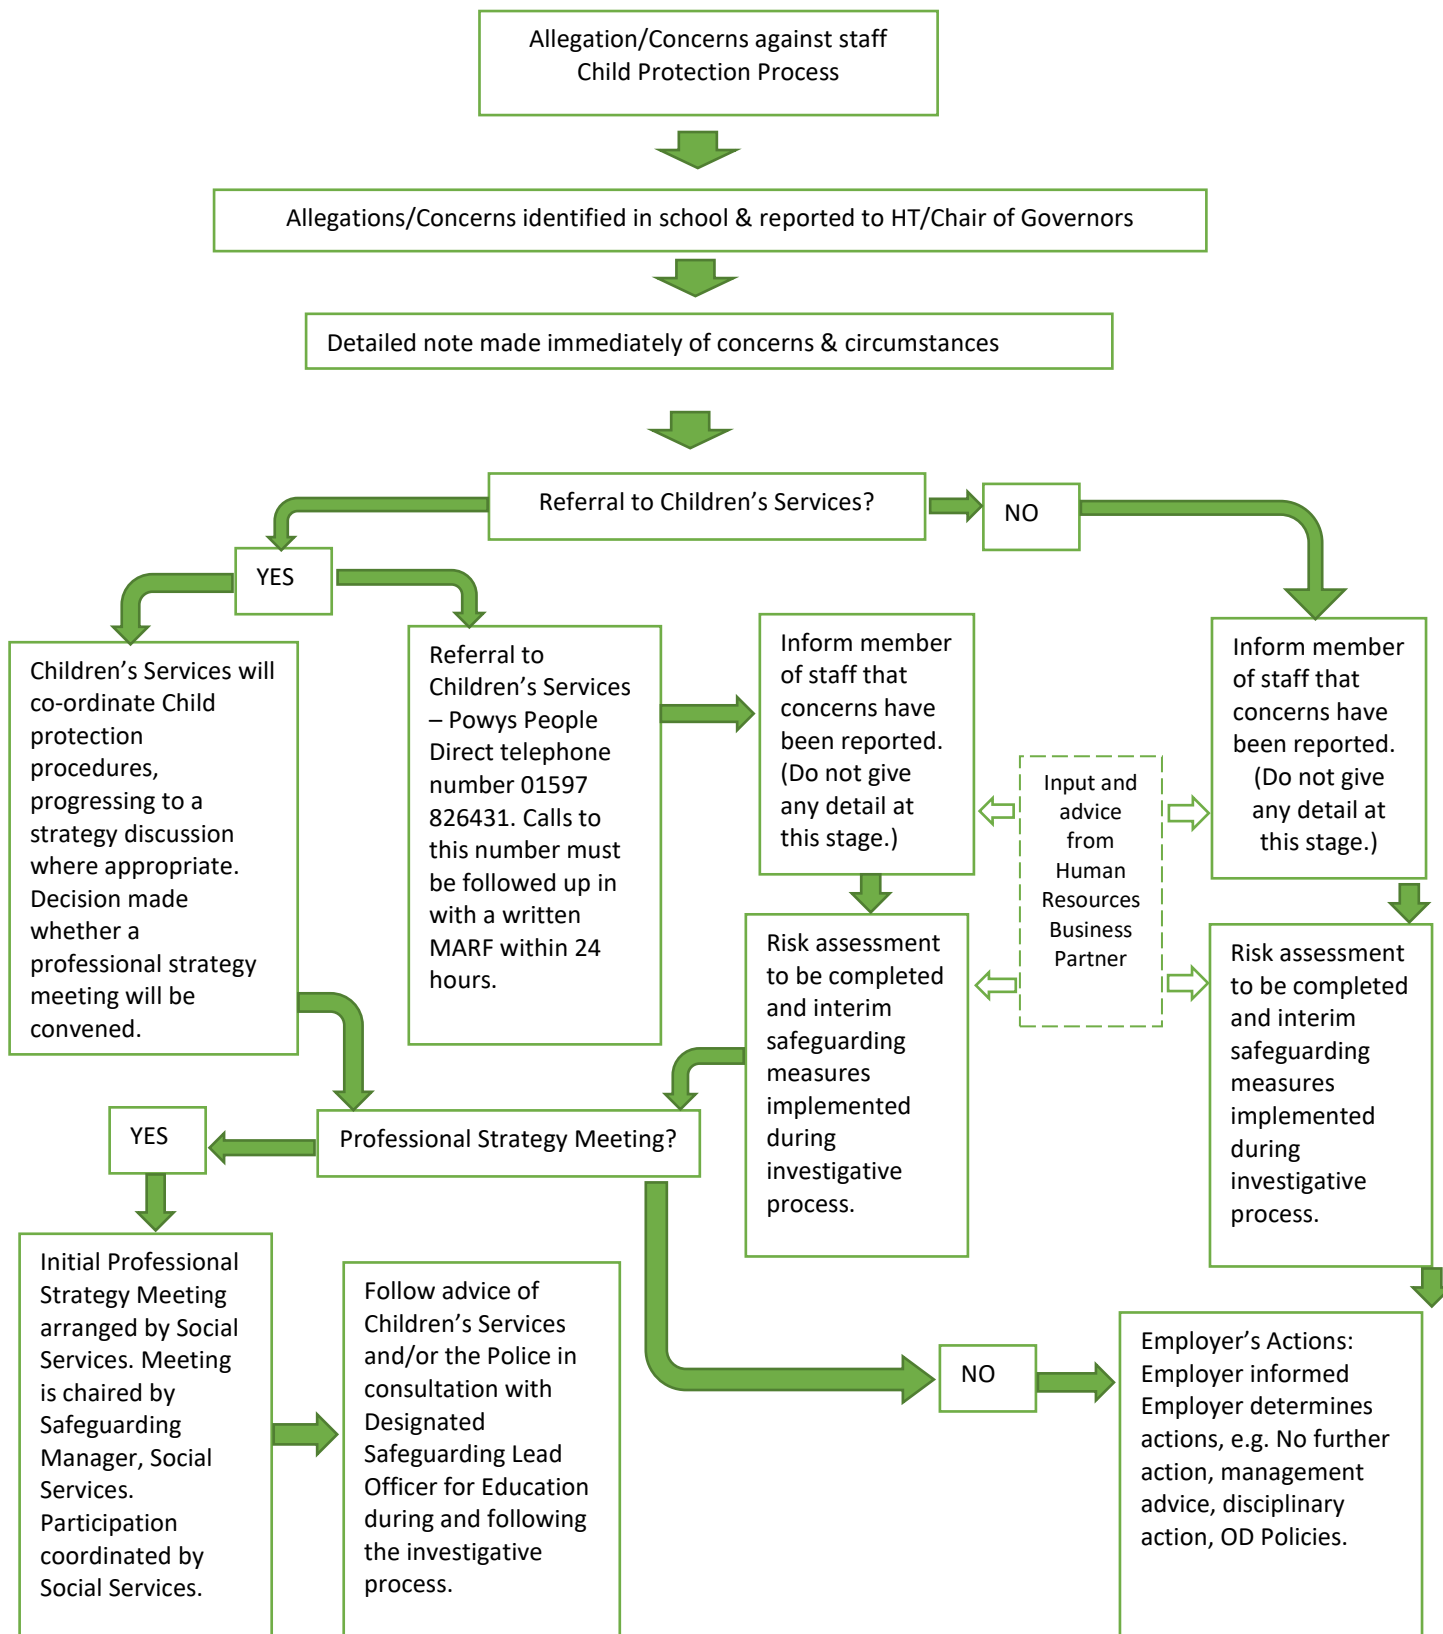 Allegation/Concerns against staff
Child Protection Process
Allegations/Concerns identified in school & reported to HT/Chair of Governors
Detailed note made immediately of concerns & circumstances
Referral to Children’s Services?
NO
YES
Children’s Services will
co-ordinate Child
protection
procedures,
progressing to a
strategy discussion
where appropriate.
Decision made
whether a
professional strategy
meeting will be
convened.
Referral to
Children’s Services
– Powys People
Direct telephone
number 01597
826431. Calls to
this number must
be followed up in
with a written
MARF within 24
hours.
Inform member
of staff that
concerns have
been reported.
(Do not give
any detail at
this stage.)
Input and
advice
from
Human
Resources
Business
Partner
Inform member
of staff that
concerns have
been reported.
(Do not give
any detail at
this stage.)
Risk assessment
to be completed
and interim
safeguarding
measures
implemented
during
investigative
process.
Risk assessment
to be completed
and interim
safeguarding
measures
implemented
during
investigative
process.
YES
Professional Strategy Meeting?
Initial Professional
Strategy Meeting
arranged by Social
Services. Meeting
is chaired by
Safeguarding
Manager, Social
Services.
Participation
coordinated by
Social Services.
Follow advice of
Children’s Services
and/or the Police in
consultation with
Designated
Safeguarding Lead
Officer for Education
during and following
the investigative
process.
NO
Employer’s Actions:
Employer informed
Employer determines
actions, e.g. No further
action, management
advice, disciplinary
action, OD Policies.